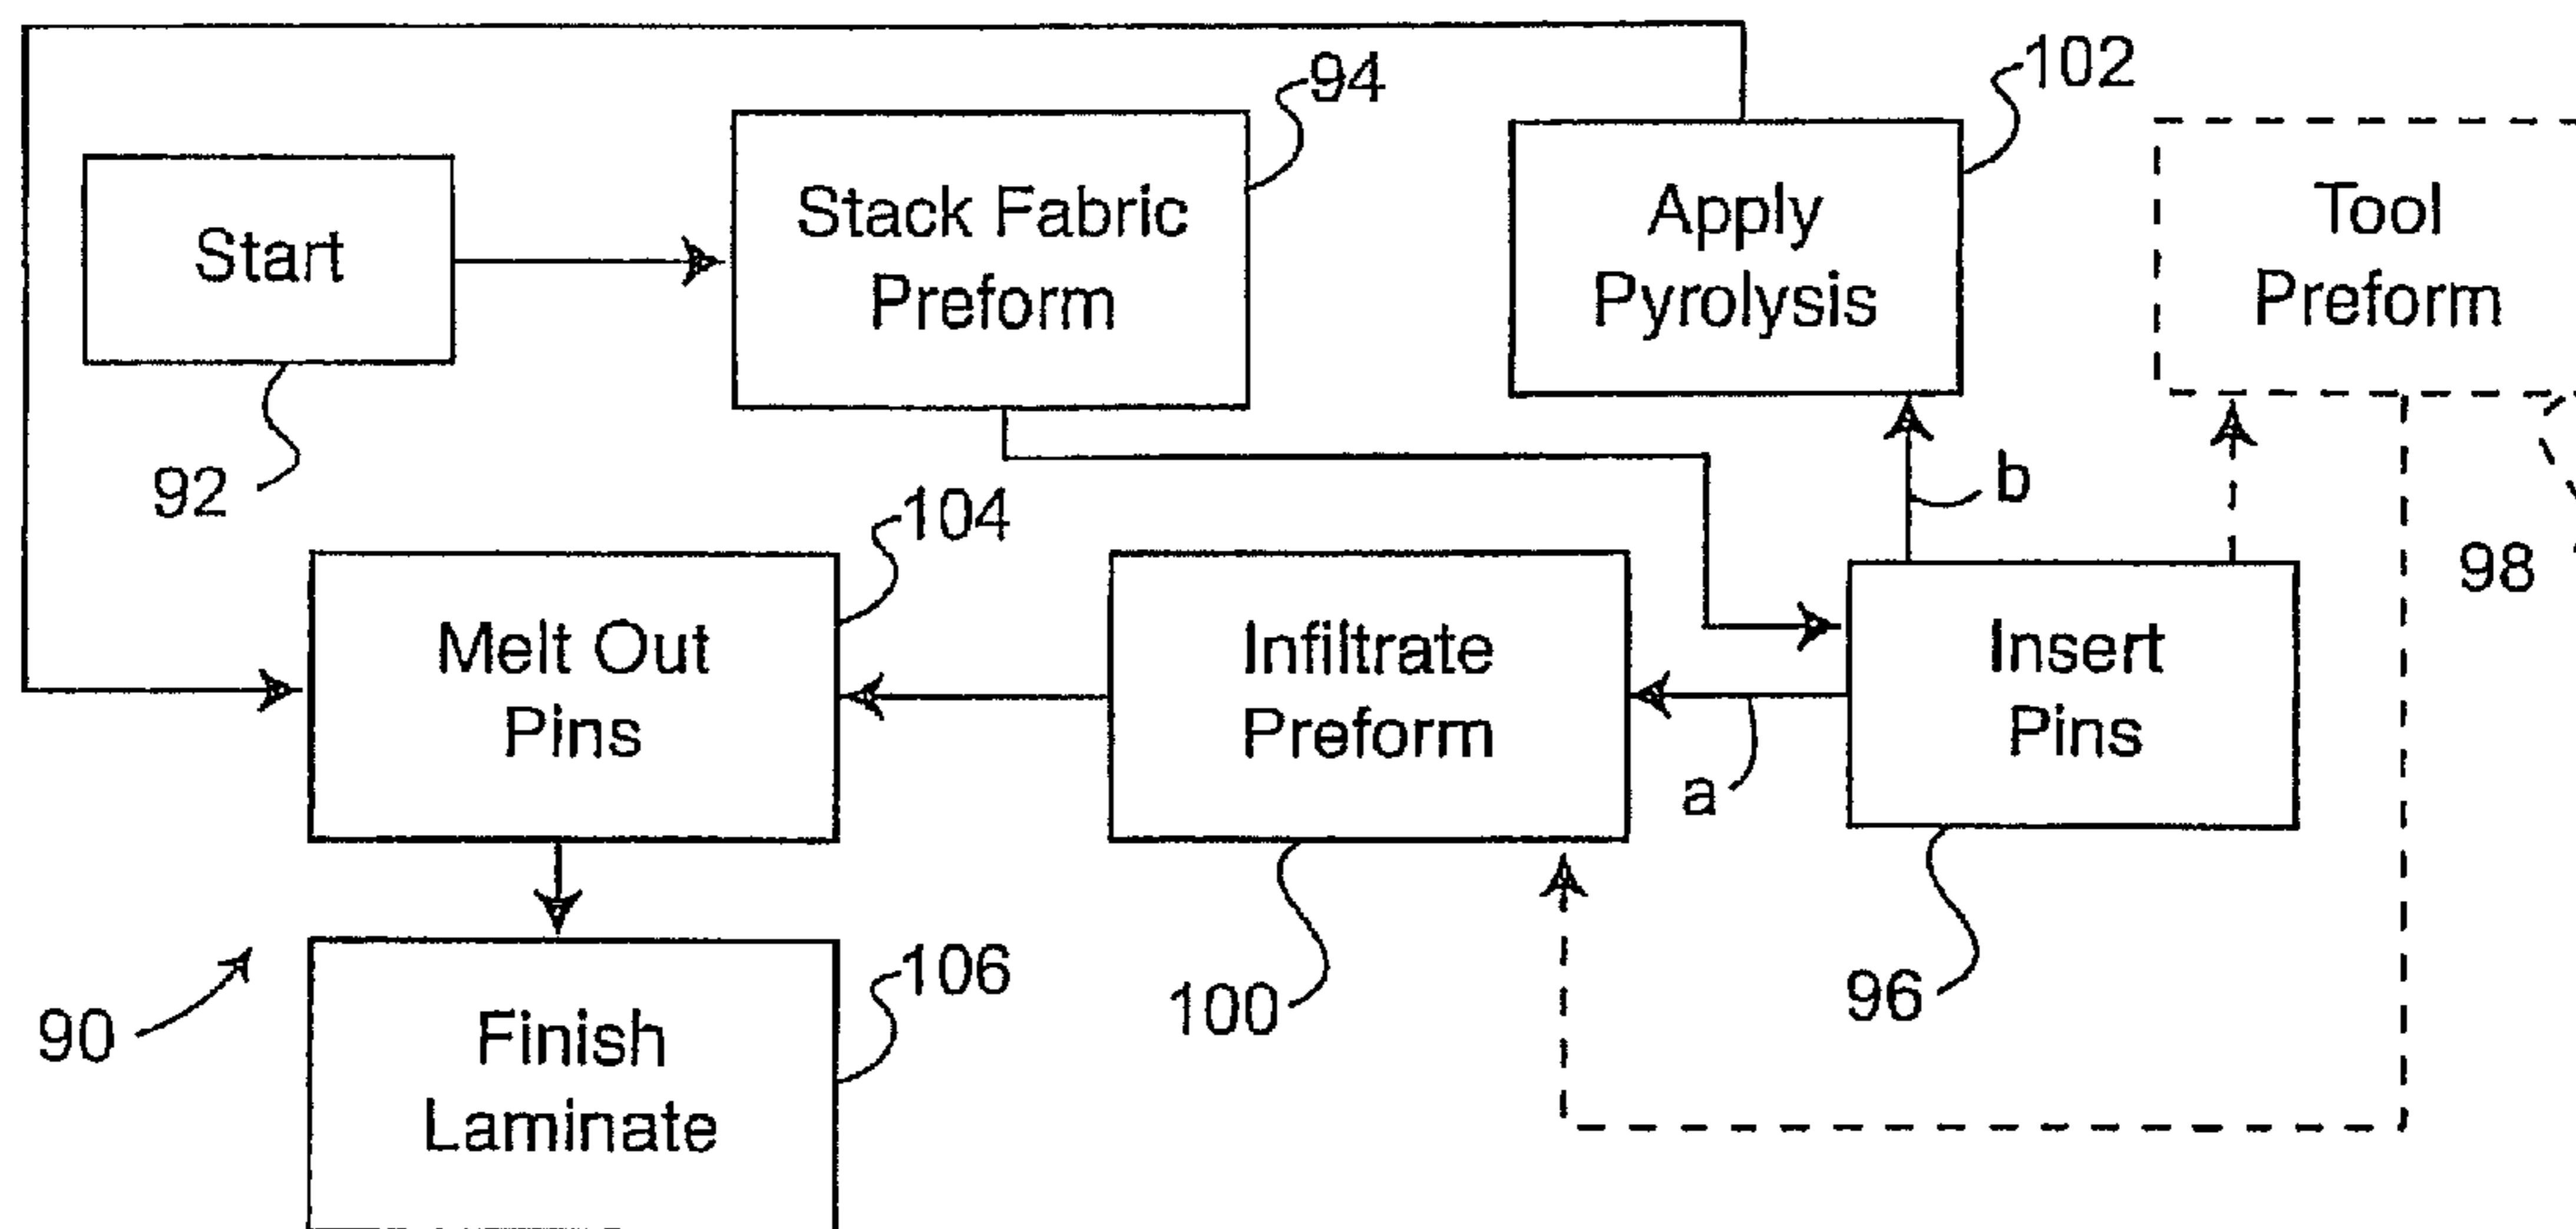 94
102
Start
Stack Fabric
Preform
Apply
Pyrolysis
Tool
Preform
92
b
104
98
Melt Out
Pins
Infiltrate
Preform
Insert
Pins
a
90
106
100
96
Finish
Laminate